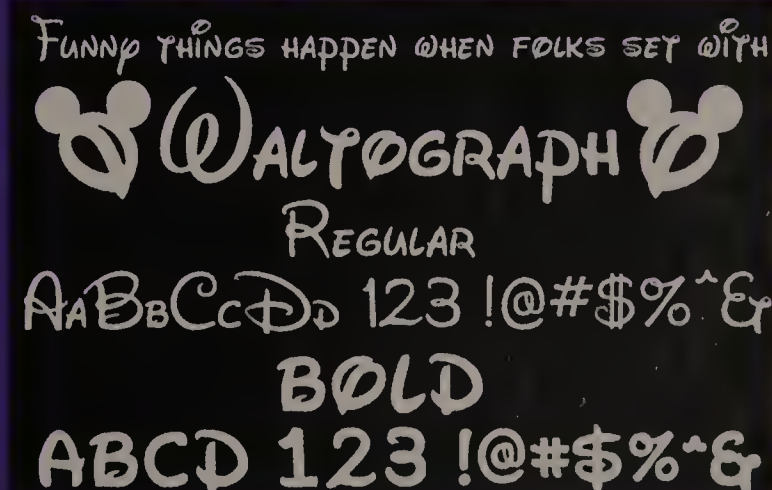 Funny things happen when folks set with
Waltograph
Regular
AaBbCcDd 123 !@#$%^&
BOLD
ABCD 123 !@#$%^&